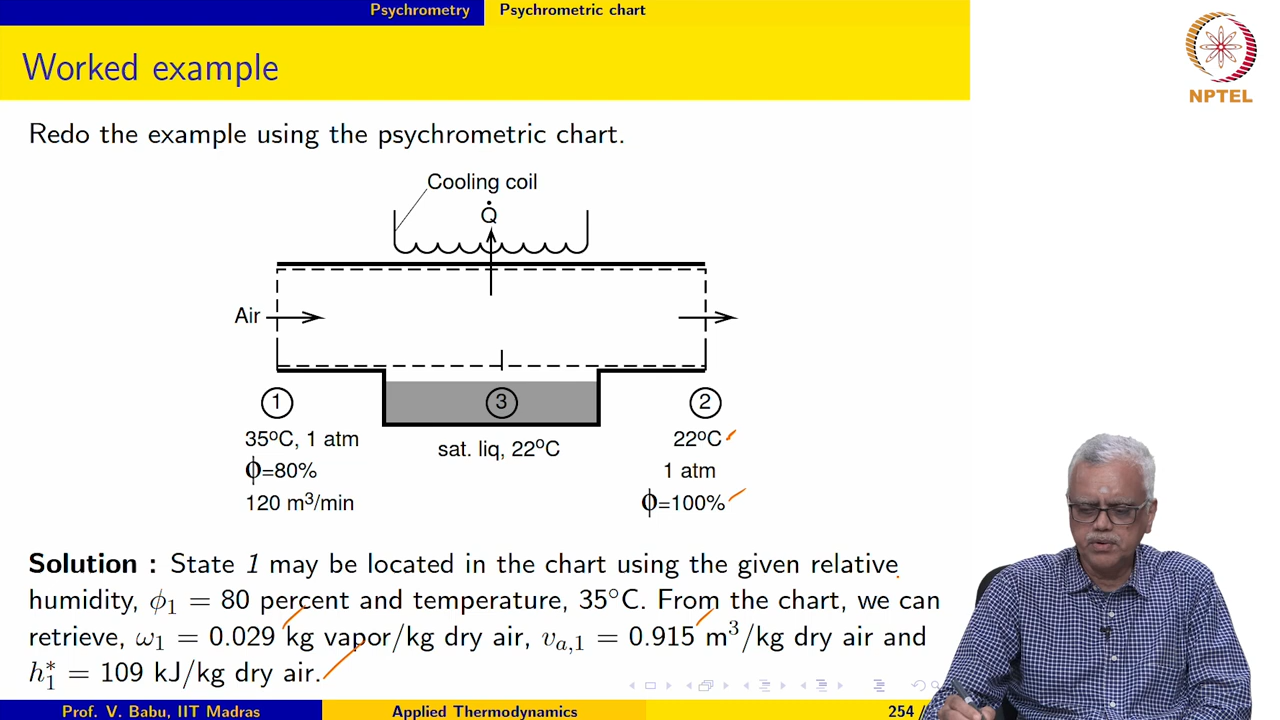 Psychrometry Psychrometric chart
Worked example
NPTEL
Redo the example using the psychrometric chart.
Cooling coil
Q̇
Air
1 3 2
35°C, 1 atm sat. liq, 22°C 22°C
ϕ=80% 1 atm
120 m³/min ϕ=100%
Solution : State 1 may be located in the chart using the given relative
humidity, ϕ₁ = 80 percent and temperature, 35°C. From the chart, we can
retrieve, ω₁ = 0.029 kg vapor/kg dry air, vₐ,₁ = 0.915 m³/kg dry air and
h₁* = 109 kJ/kg dry air.
Prof. V. Babu, IIT Madras Applied Thermodynamics 254 /